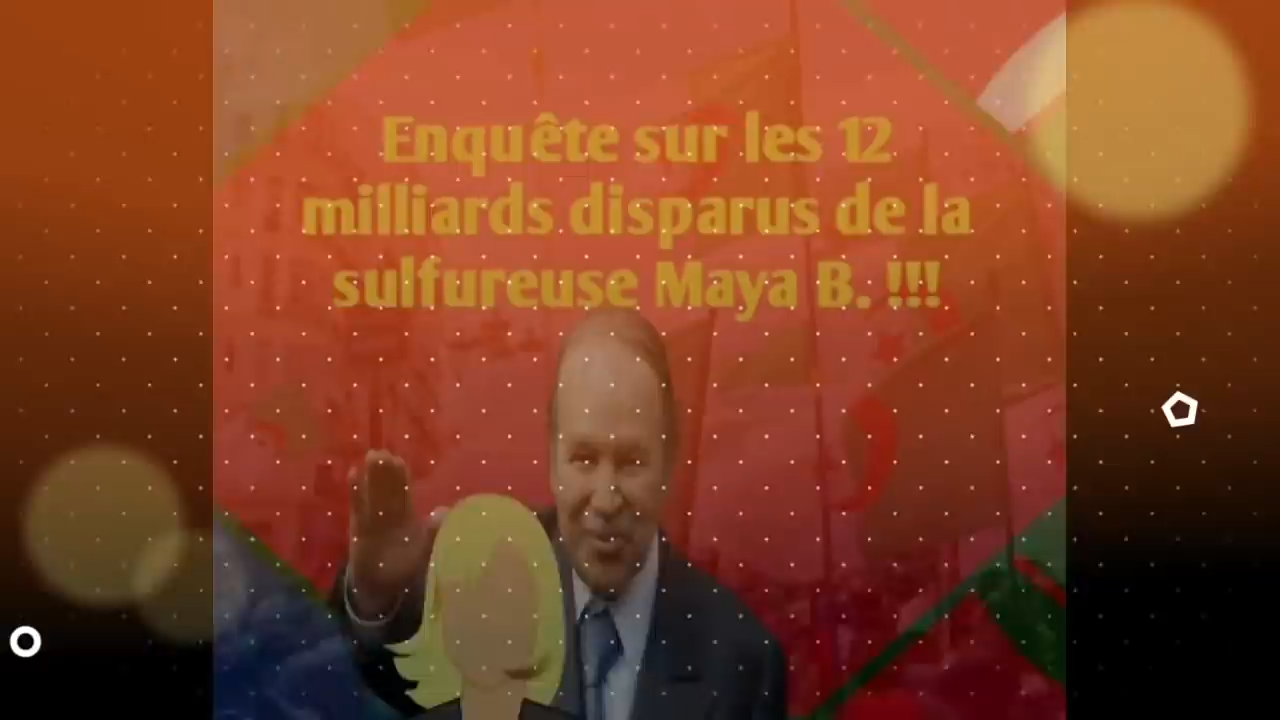 Enquête sur les 12
milliards disparus de la
sulfureuse Maya B. !!!